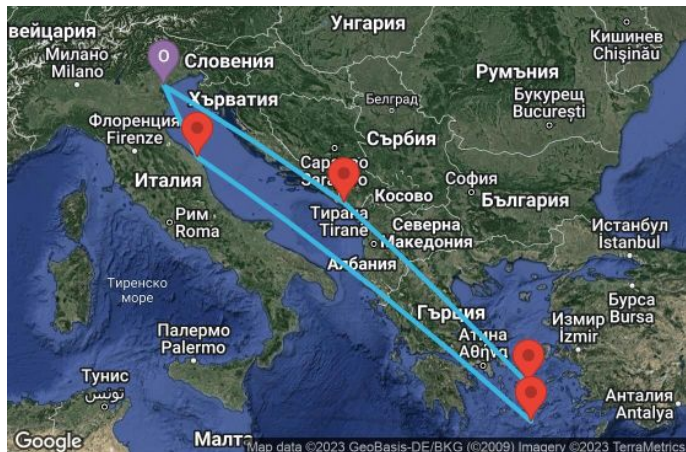 Унгария
Кишинев
Chișinău
вейцария
Милано
Milano
О
Словения
Румъния
Букурещ
București
Белград
Хърватия
Флоренция
Firenze
Сърбия
Сараево
Sarajevo
Италия
Косово
София
България
Рим
Roma
Тирана
Tiranë
Северна
Македония
Истанбул
İstanbul
Албания
Тиренско
море
Бурса
Bursa
Гърция
Палермо
Palermo
Атина
Αθήνα
Измир
İzmir
Тунис
تونس
Анталия
Antalya
Малта
Google
Map data ©2023 GeoBasis-DE/BKG (©2009) Imagery ©2023 TerraMetrics